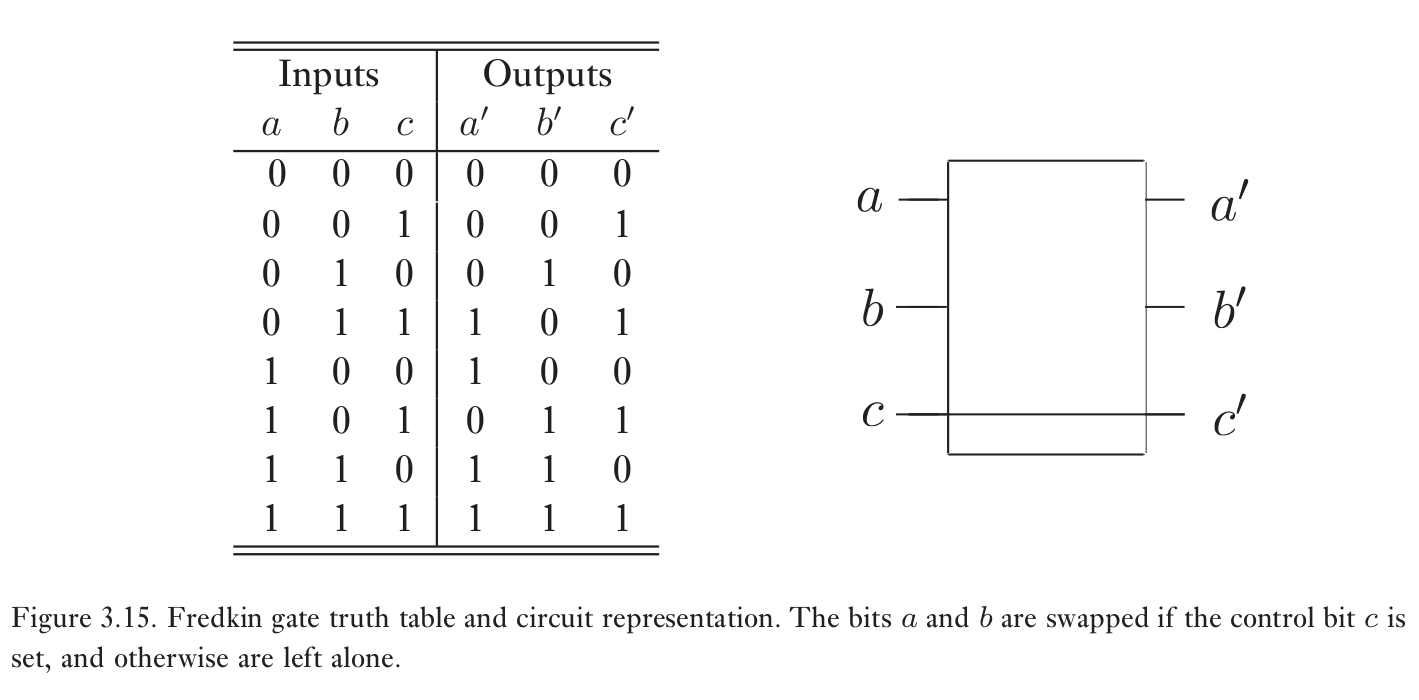 Inputs Outputs
a b c a′ b′ c′
0 0 0 0 0 0
0 0 1 0 0 1
0 1 0 0 1 0
0 1 1 1 0 1
1 0 0 1 0 0
1 0 1 0 1 1
1 1 0 1 1 0
1 1 1 1 1 1
a a′
b b′
c c′
Figure 3.15. Fredkin gate truth table and circuit representation. The bits a and b are swapped if the control bit c is
set, and otherwise are left alone.